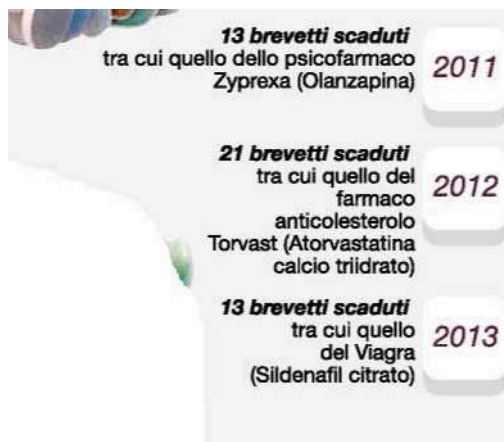 13 brevetti scaduti
tra cui quello dello psicofarmaco
Zyprexa (Olanzapina)
2011
21 brevetti scaduti
tra cui quello del
farmaco
anticolesterolo
Torvast (Atorvastatina
calcio triidrato)
2012
13 brevetti scaduti
tra cui quello
del Viagra
(Sildenafil citrato)
2013